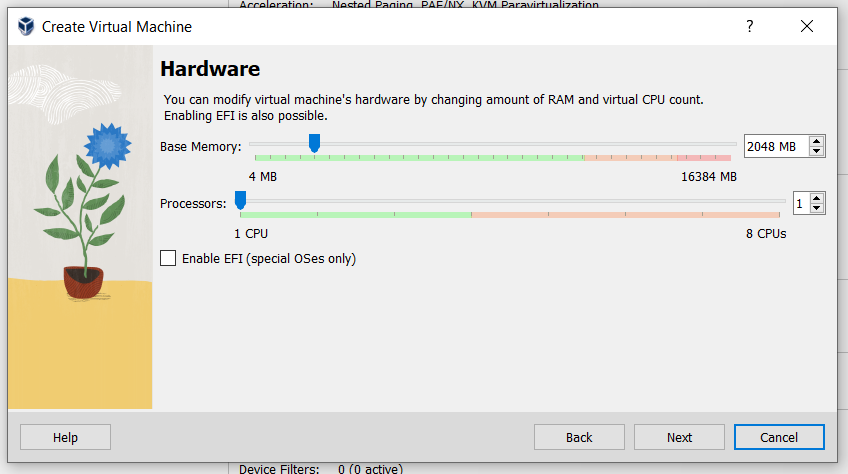 Acceleration: Nested Paging, PAE/NX, KVM Paravirtualization
Create Virtual Machine
?
Hardware
You can modify virtual machine's hardware by changing amount of RAM and virtual CPU count.
Enabling EFI is also possible.
Base Memory: 2048 MB
4 MB 16384 MB
Processors: 1
1 CPU 8 CPUs
Enable EFI (special OSes only)
Help Back Next Cancel
Device Filters: 0 (0 active)